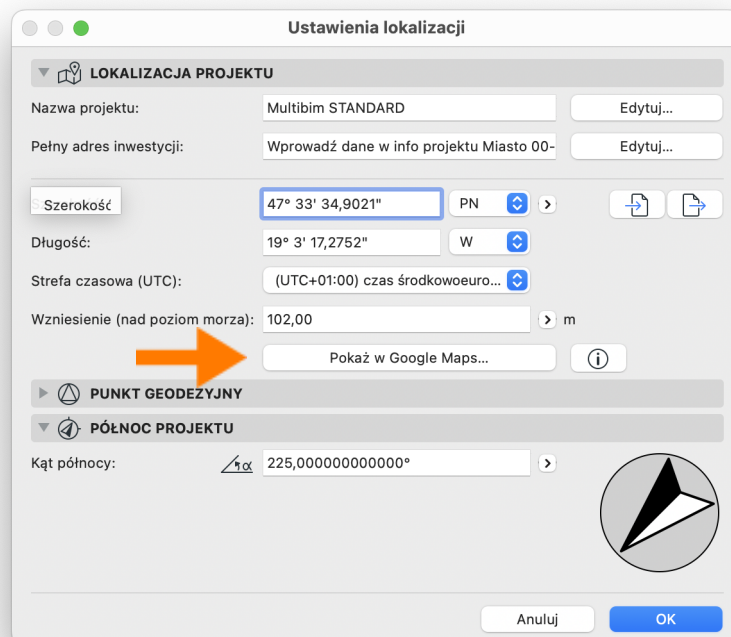 Ustawienia lokalizacji
LOKALIZACJA PROJEKTU
Nazwa projektu: Multibim STANDARD Edytuj...
Pełny adres inwestycji: Wprowadź dane w info projektu Miasto 00- Edytuj...
Szerokość 47° 33' 34,9021" PN
Długość: 19° 3' 17,2752" W
Strefa czasowa (UTC): (UTC+01:00) czas środkowoeuro...
Wzniesienie (nad poziom morza): 102,00 m
Pokaż w Google Maps...
PUNKT GEODEZYJNY
PÓŁNOC PROJEKTU
Kąt północy: α 225,000000000000°
Anuluj OK